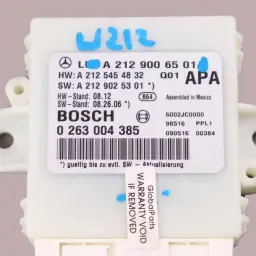 W212
A 212 900 65 01
HW: A 212 545 48 32 Q01 APA
SW: A 212 902 53 01 *)
HW-Stand: 08.12 864 Assembled in Mexico
SW-Stand: 08.26.06 *)
BOSCH 6002JC0000
0 263 004 385 98516 PPL1
090516 00384
*) gueltig bis zu evtl. SW-Aktualisierung
GlobalParts
WARRANTY VOID
IF REMOVED